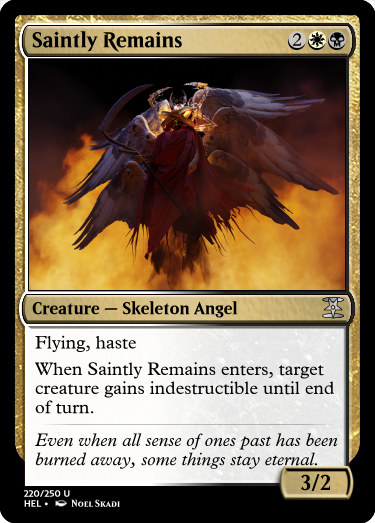 Saintly Remains 2
Creature — Skeleton Angel
Flying, haste
When Saintly Remains enters, target
creature gains indestructible until end
of turn.
Even when all sense of ones past has been
burned away, some things stay eternal.
3/2
220/250 U
HEL • Noel Skadi